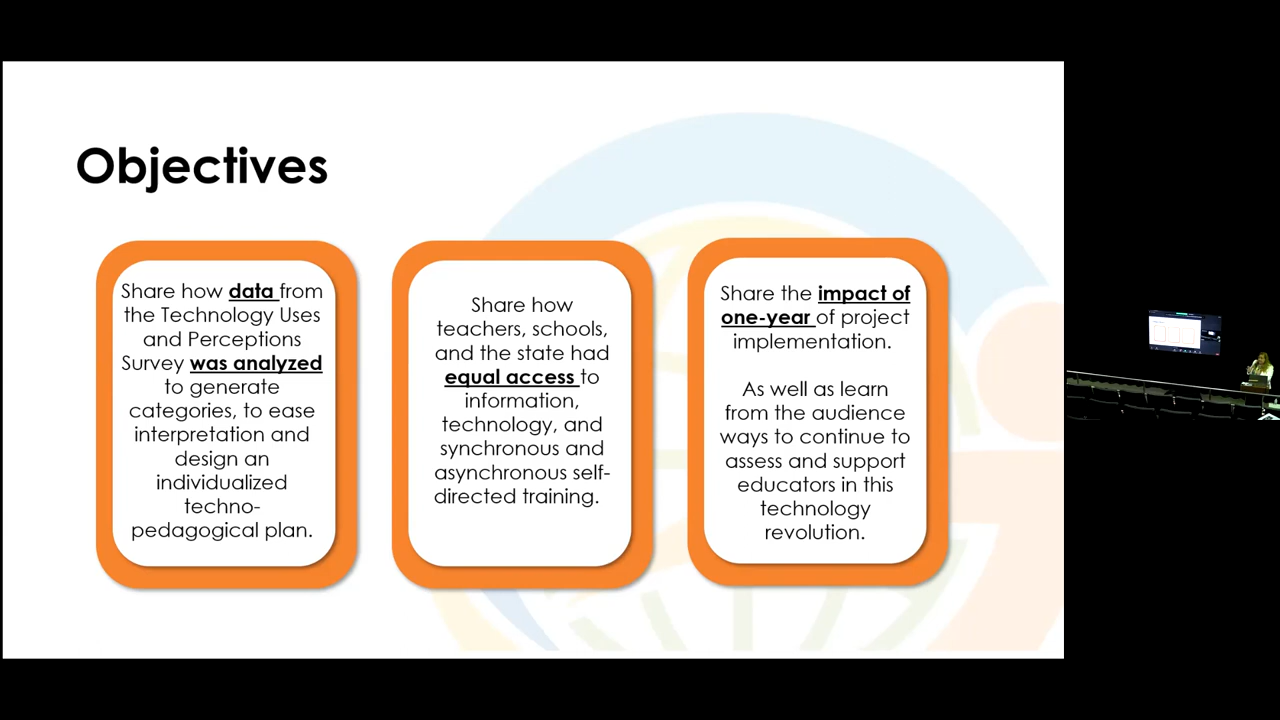 Objectives
Share how data from
the Technology Uses
and Perceptions
Survey was analyzed
to generate
categories, to ease
interpretation and
design an
individualized
techno-
pedagogical plan.
Share how
teachers, schools,
and the state had
equal access to
information,
technology, and
synchronous and
asynchronous self-
directed training.
Share the impact of
one-year of project
implementation.
As well as learn
from the audience
ways to continue to
assess and support
educators in this
technology
revolution.